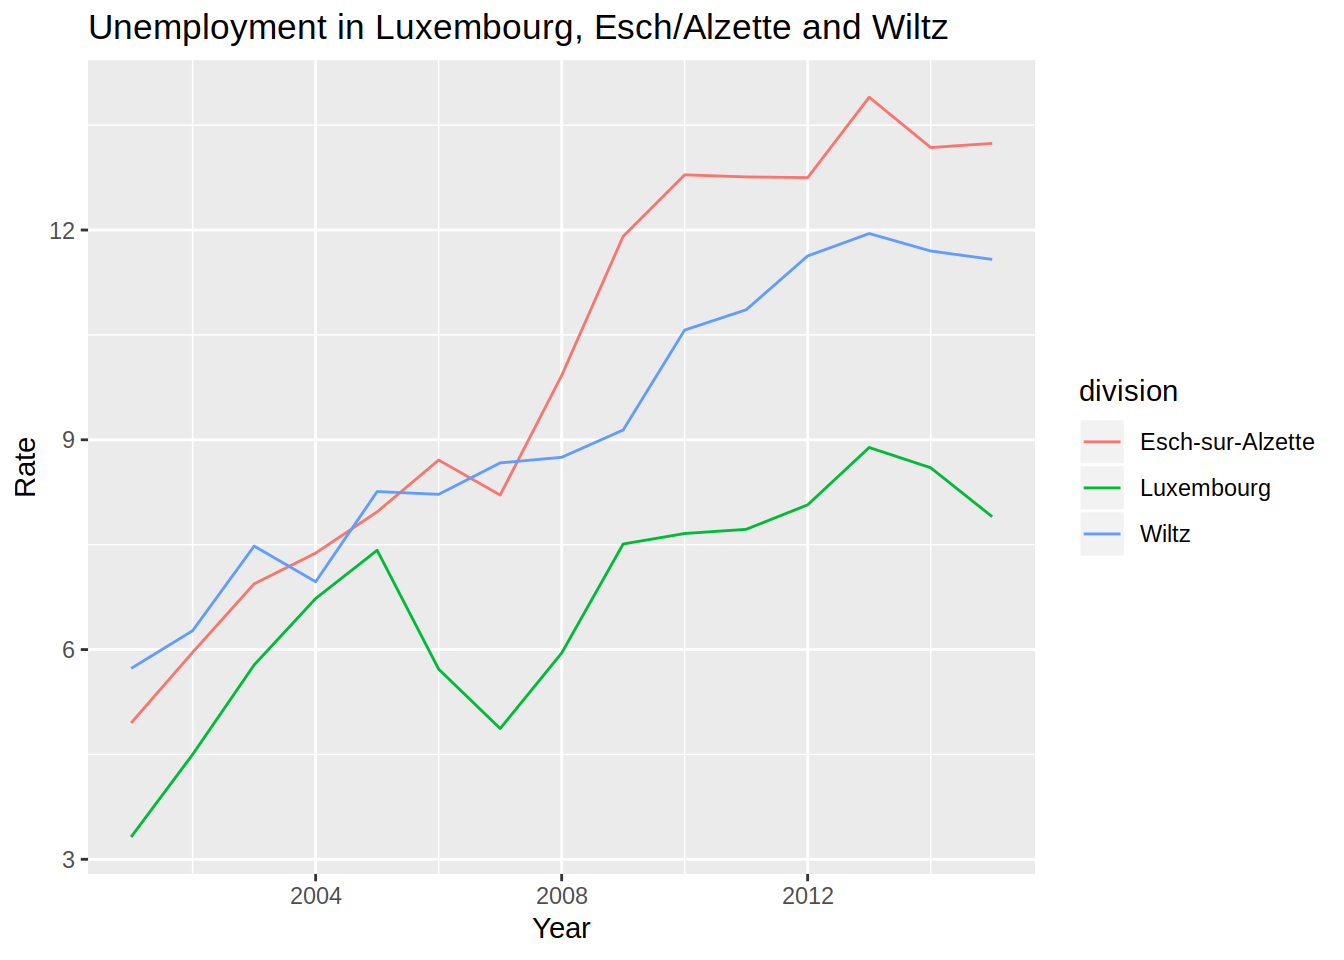 Unemployment in Luxembourg, Esch/Alzette and Wiltz
12
9
6
3
Rate
2004
2008
2012
Year
division
Esch-sur-Alzette
Luxembourg
Wiltz